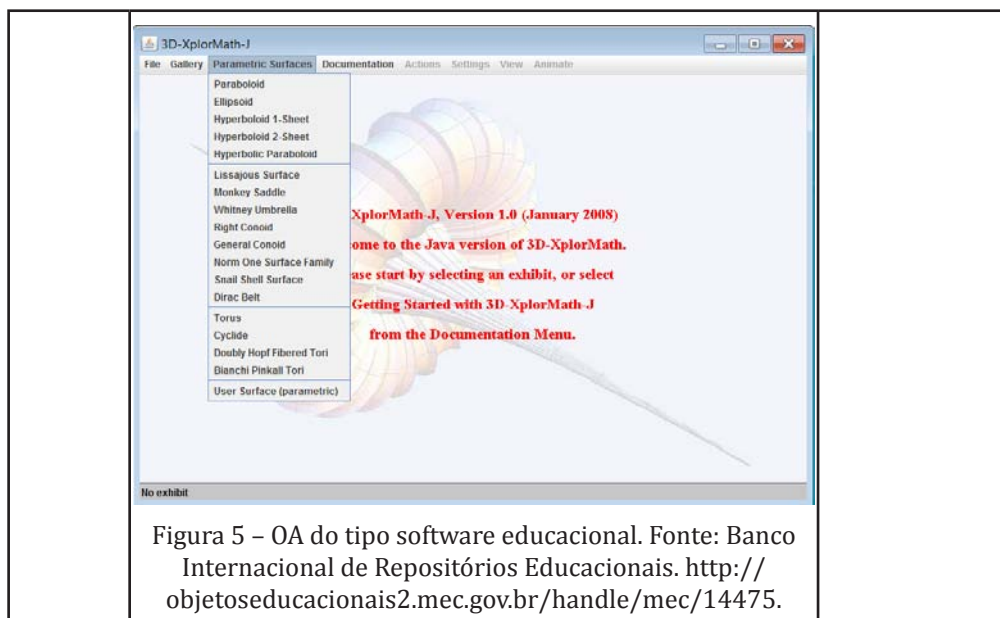 3D-XplorMath-J
File Gallery Parametric Surfaces Documentation Actions Settings View Animate
Paraboloid
Ellipsoid
Hyperboloid 1-Sheet
Hyperboloid 2-Sheet
Hyperbolic Paraboloid
Lissajous Surface
Monkey Saddle
Whitney Umbrella
Right Conoid
General Conoid
Norm One Surface Family
Snail Shell Surface
Dirac Belt
Torus
Cyclide
Doubly Hopf Fibered Tori
Bianchi Pinkall Tori
User Surface (parametric)
XplorMath-J, Version 1.0 (January 2008)
ome to the Java version of 3D-XplorMath.
ase start by selecting an exhibit, or select
Getting Started with 3D-XplorMath-J
from the Documentation Menu.
No exhibit
Figura 5 – OA do tipo software educacional. Fonte: Banco
Internacional de Repositórios Educacionais. http://
objetoseducacionais2.mec.gov.br/handle/mec/14475.